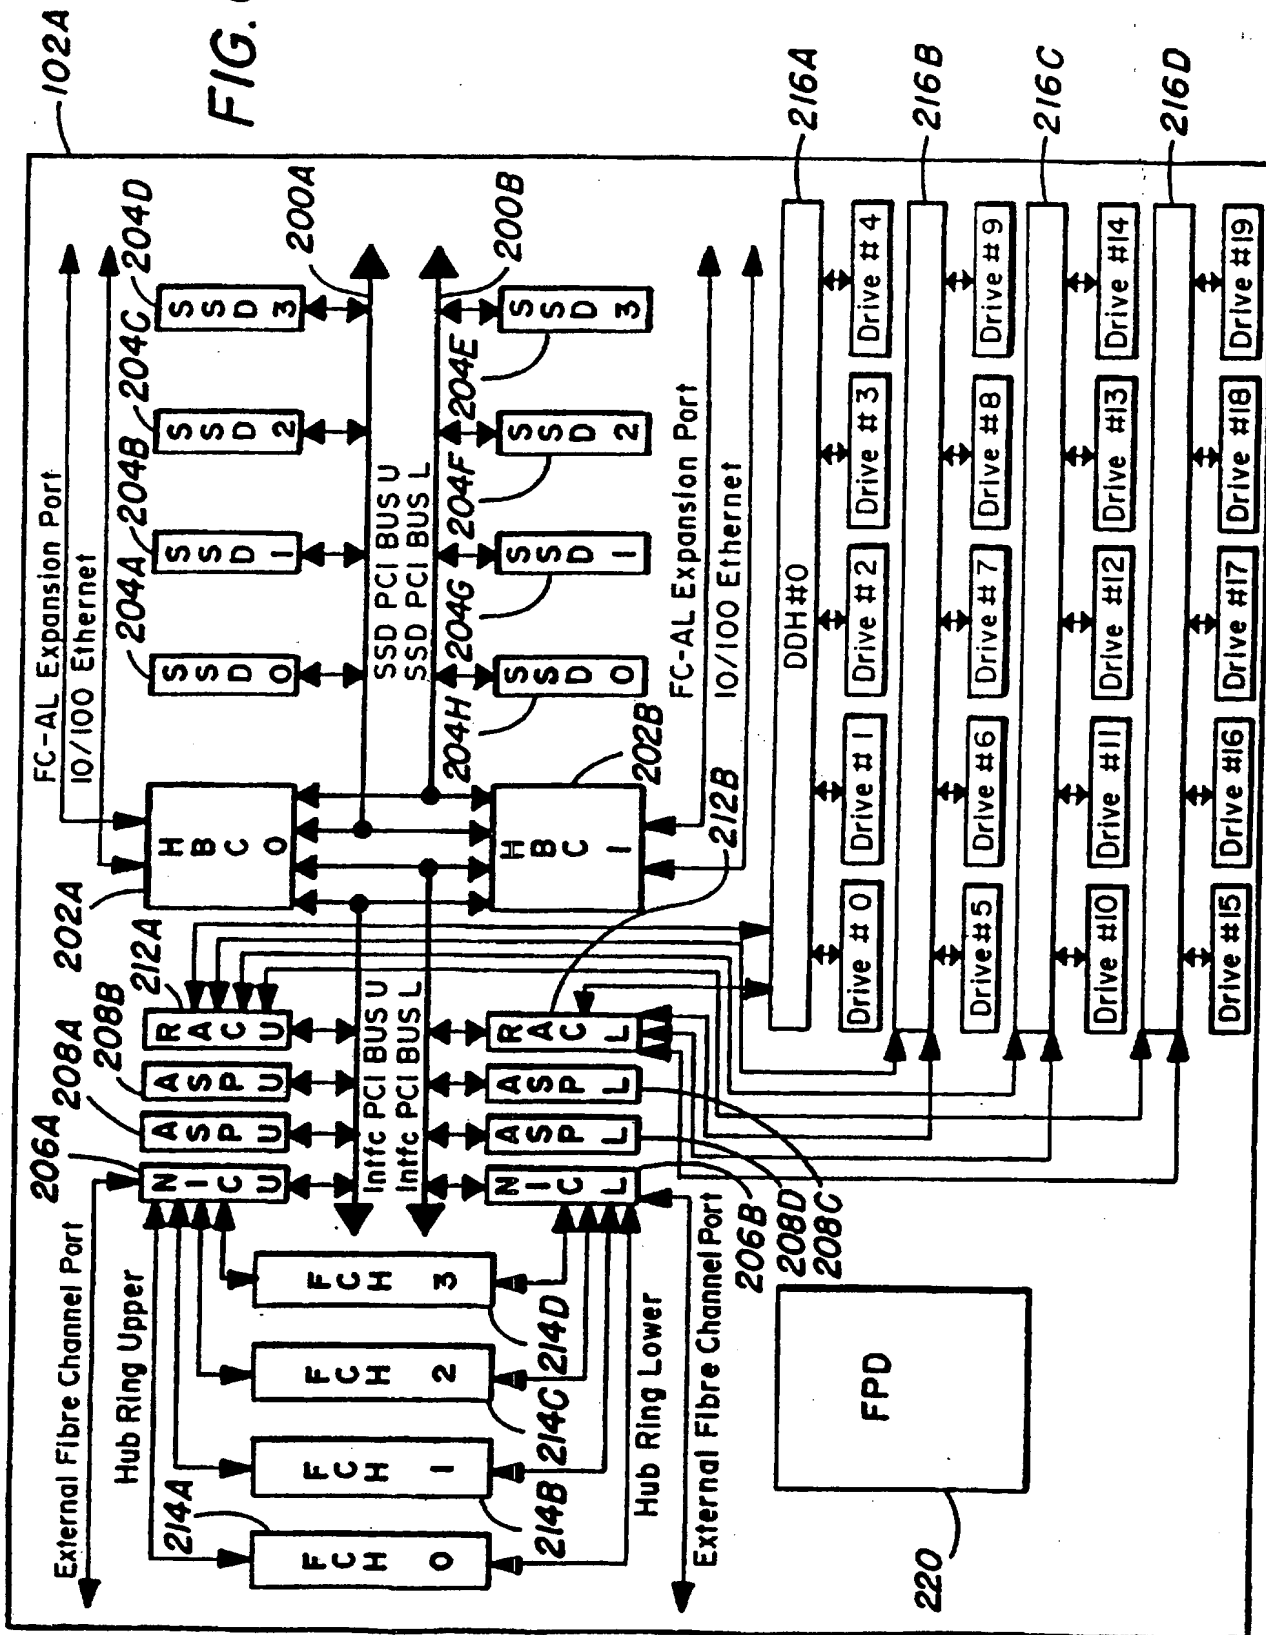 102A
FIG.
FC-AL Expansion Port
10/100 Ethernet
204A
204B
204C
204D
SSD 0
SSD 1
SSD 2
SSD 3
200A
SSD PCI BUS U
SSD PCI BUS L
200B
204H
204G
204F
204E
SSD 0
SSD 1
SSD 2
SSD 3
202A
HBC 0
HBC 1
202B
FC-AL Expansion Port
10/100 Ethernet
External Fibre Channel Port
Hub Ring Upper
206A
208A
208B
212A
NIC U
ASP U
ASP U
RAC U
Intfc PCI BUS U
Intfc PCI BUS L
NIC L
ASP L
ASP L
RAC L
212B
206B
208D
208C
214A
FCH 0
FCH 1
FCH 2
FCH 3
214B
214C
214D
Hub Ring Lower
External Fibre Channel Port
FPD
220
DDH#0
216A
Drive # 0
Drive # 1
Drive # 2
Drive # 3
Drive # 4
216B
Drive #5
Drive # 6
Drive # 7
Drive # 8
Drive # 9
216C
Drive #10
Drive #11
Drive #12
Drive #13
Drive #14
216D
Drive #15
Drive #16
Drive #17
Drive #18
Drive #19